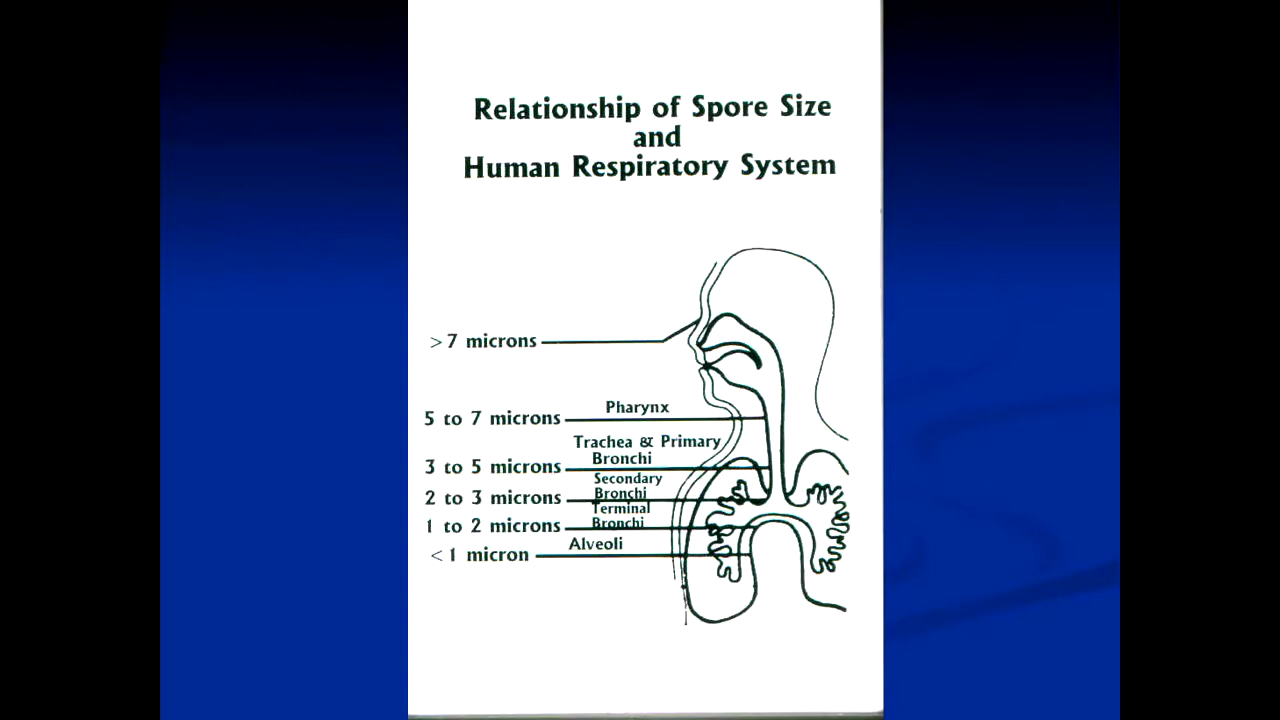 Relationship of Spore Size
and
Human Respiratory System
> 7 microns
5 to 7 microns
Pharynx
3 to 5 microns
Trachea & Primary
Bronchi
2 to 3 microns
Secondary
Bronchi
1 to 2 microns
Terminal
Bronchi
< 1 micron
Alveoli